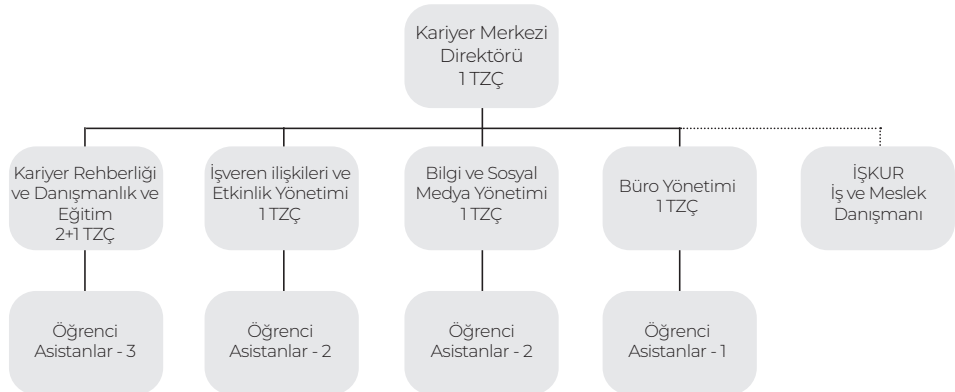 Kariyer Merkezi
Direktörü
1 TZÇ
Kariyer Rehberliği
ve Danışmanlık ve
Eğitim
2+1 TZÇ
İşveren ilişkileri ve
Etkinlik Yönetimi
1 TZÇ
Bilgi ve Sosyal
Medya Yönetimi
1 TZÇ
Büro Yönetimi
1 TZÇ
İŞKUR
İş ve Meslek
Danışmanı
Öğrenci
Asistanlar - 3
Öğrenci
Asistanlar - 2
Öğrenci
Asistanlar - 2
Öğrenci
Asistanlar - 1